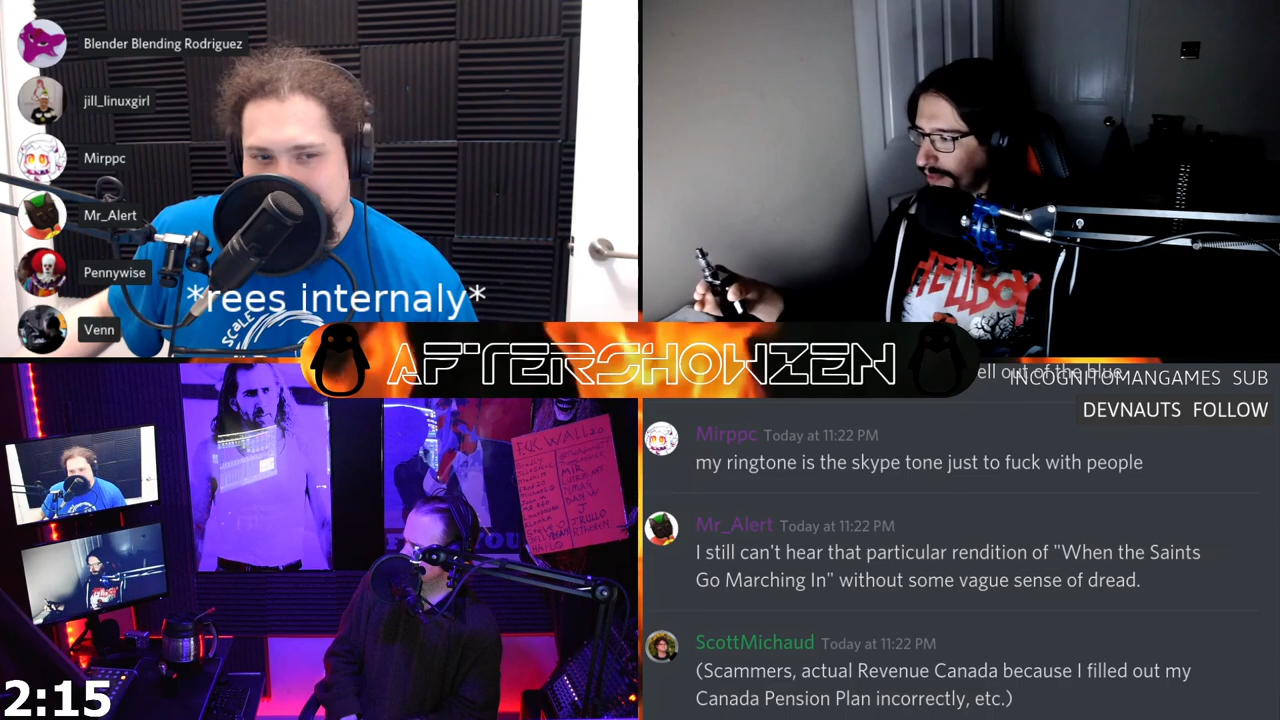 Blender Blending Rodriguez
jill_linuxgirl
Mirppc
Mr_Alert
Pennywise
Venn
*rees internaly*
SCALE
HELLBOY
AFTERSHOWZEN
ell out of the blue
INCOGNITOMANGAMES SUB
DEVNAUTS FOLLOW
Mirppc Today at 11:22 PM
my ringtone is the skype tone just to fuck with people
Mr_Alert Today at 11:22 PM
I still can't hear that particular rendition of "When the Saints
Go Marching In" without some vague sense of dread.
ScottMichaud Today at 11:22 PM
(Scammers, actual Revenue Canada because I filled out my
Canada Pension Plan incorrectly, etc.)
WALL
2:15